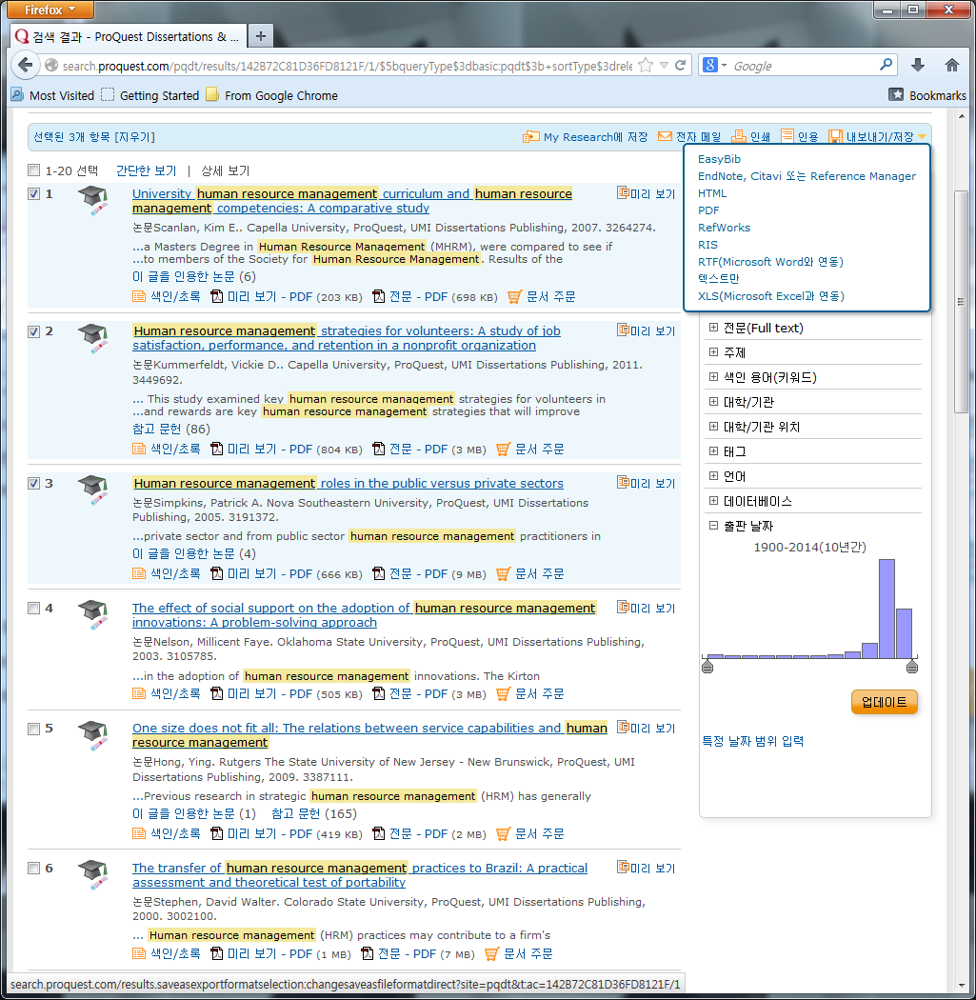 Firefox
검색 결과 - ProQuest Dissertations & ...
search.proquest.com/pqdt/results/142B72C81D36FD8121F/1/$5bqueryType$3dbasic:pqdt$3b+sortType$3drele
Google
Most Visited Getting Started From Google Chrome Bookmarks
선택된 3개 항목 [지우기] My Research에 저장 전자 메일 인쇄 인용 내보내기/저장
EasyBib
EndNote, Citavi 또는 Reference Manager
HTML
PDF
RefWorks
RIS
RTF(Microsoft Word와 연동)
텍스트만
XLS(Microsoft Excel과 연동)
1-20 선택 간단한 보기 | 상세 보기
1 University human resource management curriculum and human resource 미리 보기
management competencies: A comparative study
논문Scanlan, Kim E.. Capella University, ProQuest, UMI Dissertations Publishing, 2007. 3264274.
...a Masters Degree in Human Resource Management (MHRM), were compared to see if
...to members of the Society for Human Resource Management. Results of the
이 글을 인용한 논문 (6)
색인/초록 미리 보기 - PDF (203 KB) 전문 - PDF (698 KB) 문서 주문
2 Human resource management strategies for volunteers: A study of job 미리 보기
satisfaction, performance, and retention in a nonprofit organization
논문Kummerfeldt, Vickie D.. Capella University, ProQuest, UMI Dissertations Publishing, 2011.
3449692.
... This study examined key human resource management strategies for volunteers in
...and rewards are key human resource management strategies that will improve
참고 문헌 (86)
색인/초록 미리 보기 - PDF (804 KB) 전문 - PDF (3 MB) 문서 주문
3 Human resource management roles in the public versus private sectors 미리 보기
논문Simpkins, Patrick A. Nova Southeastern University, ProQuest, UMI Dissertations
Publishing, 2005. 3191372.
...private sector and from public sector human resource management practitioners in
이 글을 인용한 논문 (4)
색인/초록 미리 보기 - PDF (666 KB) 전문 - PDF (9 MB) 문서 주문
4 The effect of social support on the adoption of human resource management 미리 보기
innovations: A problem-solving approach
논문Nelson, Millicent Faye. Oklahoma State University, ProQuest, UMI Dissertations Publishing,
2003. 3105785.
...in the adoption of human resource management innovations. The Kirton
색인/초록 미리 보기 - PDF (505 KB) 전문 - PDF (3 MB) 문서 주문
5 One size does not fit all: The relations between service capabilities and human 미리 보기
resource management
논문Hong, Ying. Rutgers The State University of New Jersey - New Brunswick, ProQuest, UMI
Dissertations Publishing, 2009. 3387111.
...Previous research in strategic human resource management (HRM) has generally
이 글을 인용한 논문 (1) 참고 문헌 (165)
색인/초록 미리 보기 - PDF (419 KB) 전문 - PDF (2 MB) 문서 주문
6 The transfer of human resource management practices to Brazil: A practical 미리 보기
assessment and theoretical test of portability
논문Stephen, David Walter. Colorado State University, ProQuest, UMI Dissertations Publishing,
2000. 3002100.
... Human resource management (HRM) practices may contribute to a firm's
색인/초록 미리 보기 - PDF (1 MB) 전문 - PDF (7 MB) 문서 주문
전문(Full text)
주제
색인 용어(키워드)
대학/기관
대학/기관 위치
태그
언어
데이터베이스
출판 날짜
1900-2014(10년간)
업데이트
특정 날짜 범위 입력
search.proquest.com/results.saveasexportformatselection:changesaveasfileformatdirect?site=pqdt&t:ac=142B72C81D36FD8121F/1